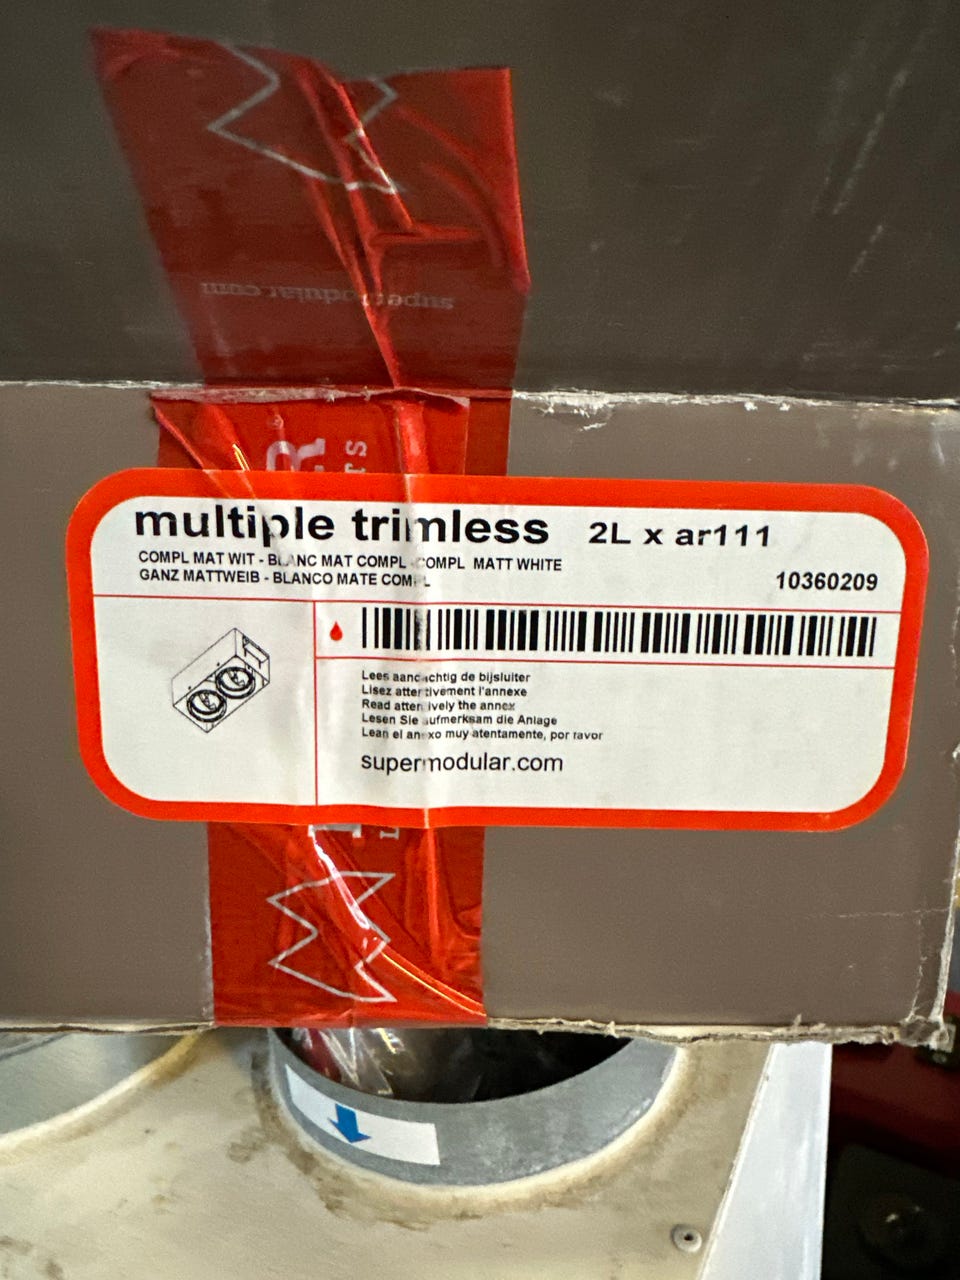 supermodular.com
R
multiple trimless 2L x ar111
COMPL MAT WIT - BLANC MAT COMPL - COMPL MATT WHITE
GANZ MATTWEIB - BLANCO MATE COMPL
10360209
Lees aandachtig de bijsluiter
Lisez attentivement l'annexe
Read attentively the annex
Lesen Sie aufmerksam die Anlage
Lean el anexo muy atentamente, por favor
supermodular.com